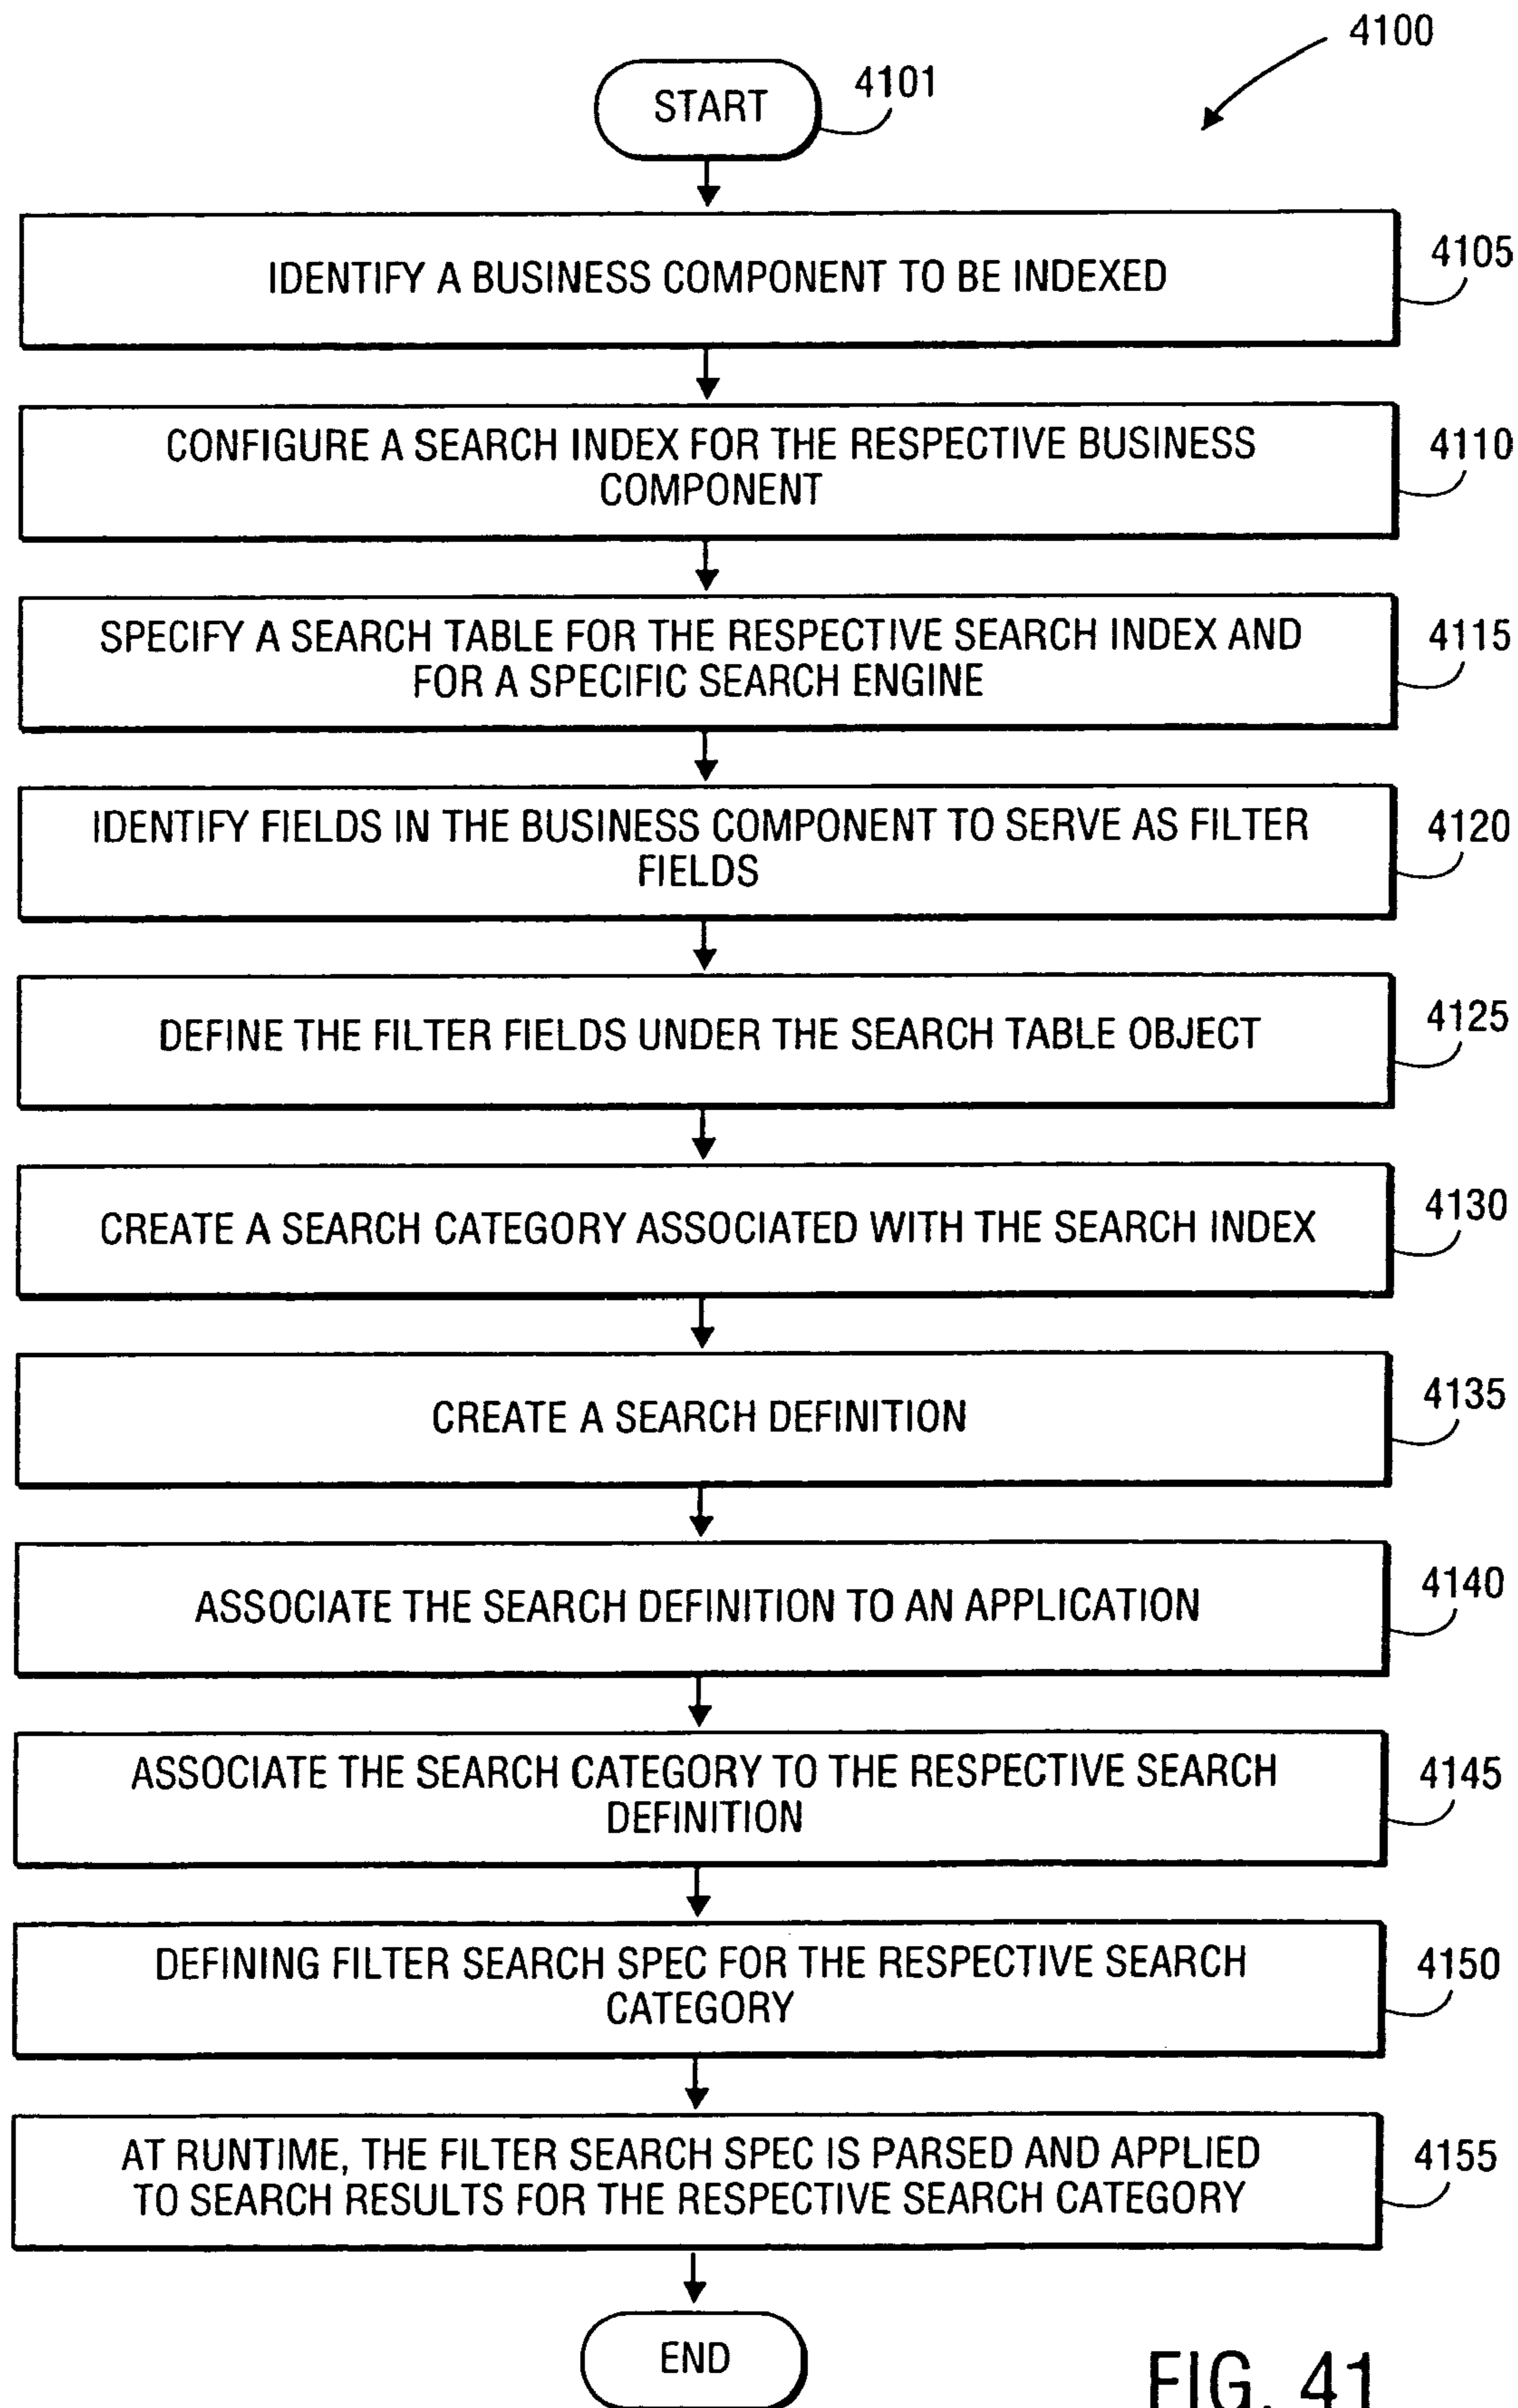 4100
START
4101
IDENTIFY A BUSINESS COMPONENT TO BE INDEXED
4105
CONFIGURE A SEARCH INDEX FOR THE RESPECTIVE BUSINESS
COMPONENT
4110
SPECIFY A SEARCH TABLE FOR THE RESPECTIVE SEARCH INDEX AND
FOR A SPECIFIC SEARCH ENGINE
4115
IDENTIFY FIELDS IN THE BUSINESS COMPONENT TO SERVE AS FILTER
FIELDS
4120
DEFINE THE FILTER FIELDS UNDER THE SEARCH TABLE OBJECT
4125
CREATE A SEARCH CATEGORY ASSOCIATED WITH THE SEARCH INDEX
4130
CREATE A SEARCH DEFINITION
4135
ASSOCIATE THE SEARCH DEFINITION TO AN APPLICATION
4140
ASSOCIATE THE SEARCH CATEGORY TO THE RESPECTIVE SEARCH
DEFINITION
4145
DEFINING FILTER SEARCH SPEC FOR THE RESPECTIVE SEARCH
CATEGORY
4150
AT RUNTIME, THE FILTER SEARCH SPEC IS PARSED AND APPLIED
TO SEARCH RESULTS FOR THE RESPECTIVE SEARCH CATEGORY
4155
END
FIG. 41